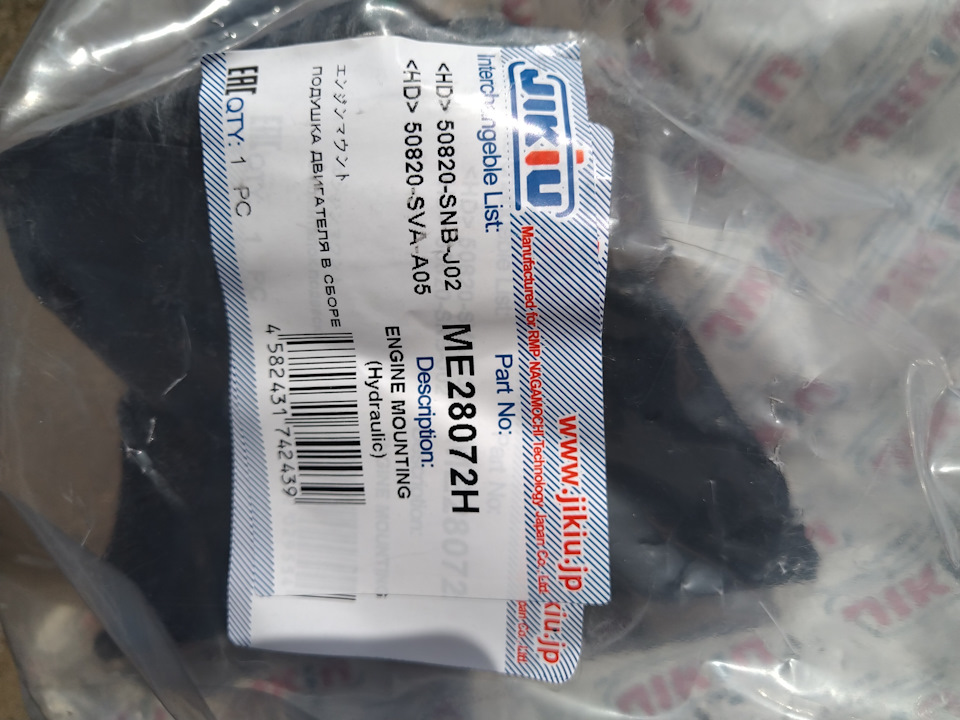 JIKIU
www.jikiu.jp
Manufactured for RMP NAGAMOCHI Technology Japan Co., Ltd.
Interchangeble List:
Part No:
<HD> 50820-SNB-J02
ME28072H
<HD> 50820-SVA-A05
Description:
ENGINE MOUNTING
(Hydraulic)
エンジンマウント
ПОДУШКА ДВИГАТЕЛЯ В СБОРЕ
4 582431 742439
EAC QTY: 1 PC